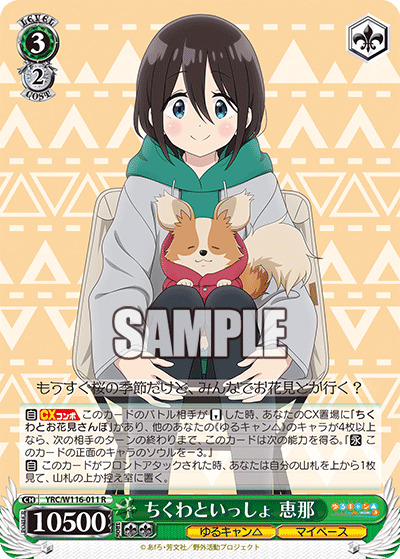 LEVEL
3
2
COST
SAMPLE
もうすぐ桜の季節だけど、みんなでお花見とか行く?
自 CXコンボ このカードのバトル相手が【リバース】した時、あなたのCX置場に「ちく
わとお花見さんぽ」があり、他のあなたの《ゆるキャン△》のキャラが4枚以上
なら、次の相手のターンの終わりまで、このカードは次の能力を得る。『永 こ
のカードの正面のキャラのソウルを-3。』
自 このカードがフロントアタックされた時、あなたは自分の山札を上から1枚
見て、山札の上か控え室に置く。
CH YRC/W116-011 R
ちくわといっしょ 恵那
ゆるキャン△
10500
ゆるキャン△
マイペース
©あfろ・芳文社/野外活動プロジェクト